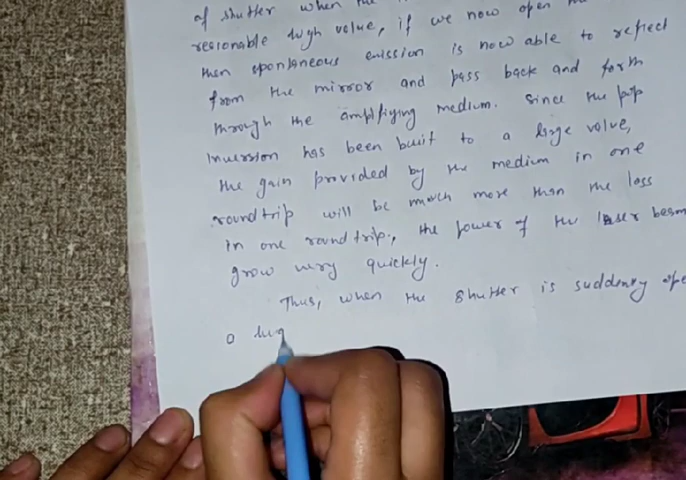 of shutter when the
resionable high value, if we now open
then spontaneous emission is now able to reflect
from the mirror and pass back and forth
through the amplifying medium. Since the pop
inversion has been built to a large value,
the gain provided by the medium in one
round trip will be much more than the loss
in one round trip., the power of the laser beam
grow very quickly.
Thus, when the shutter is suddenly ope
a hig